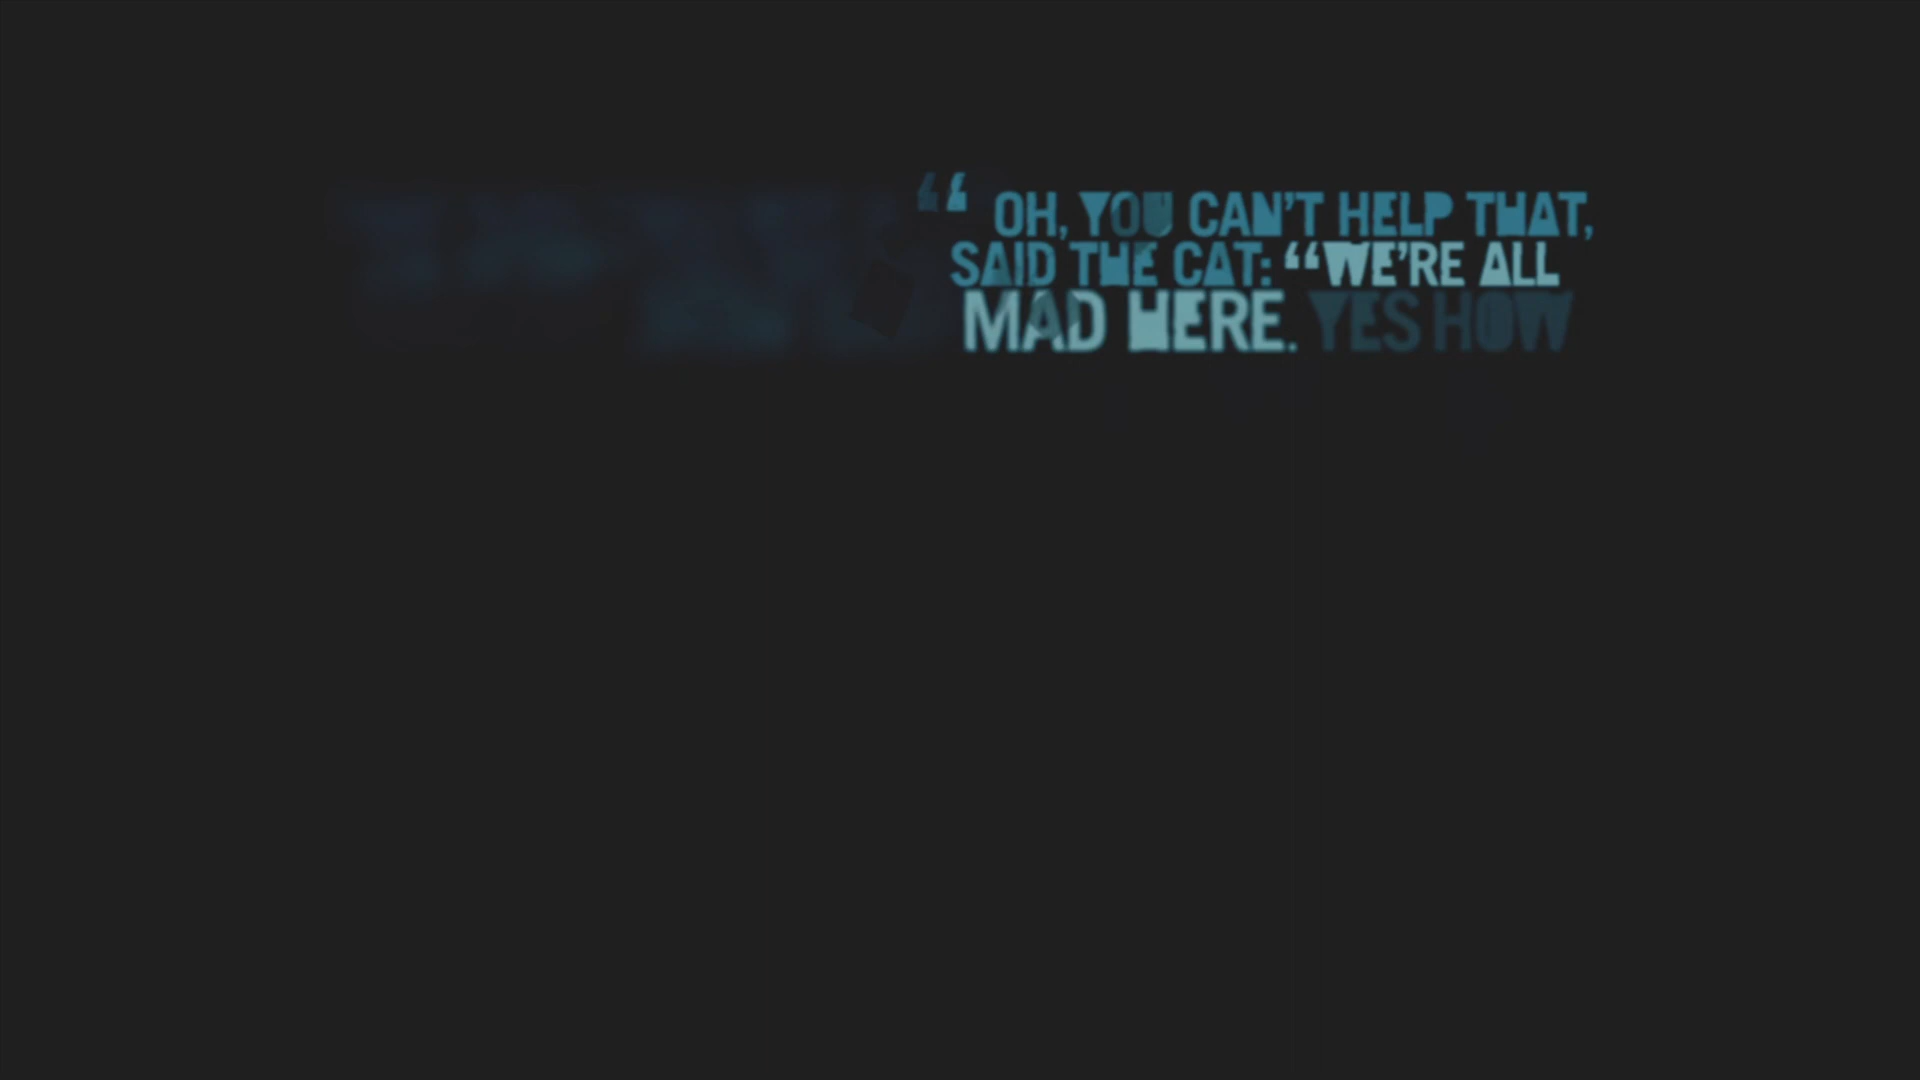 “ OH, YOU CAN’T HELP THAT,
SAID THE CAT: “WE’RE ALL
MAD HERE. YES HOW